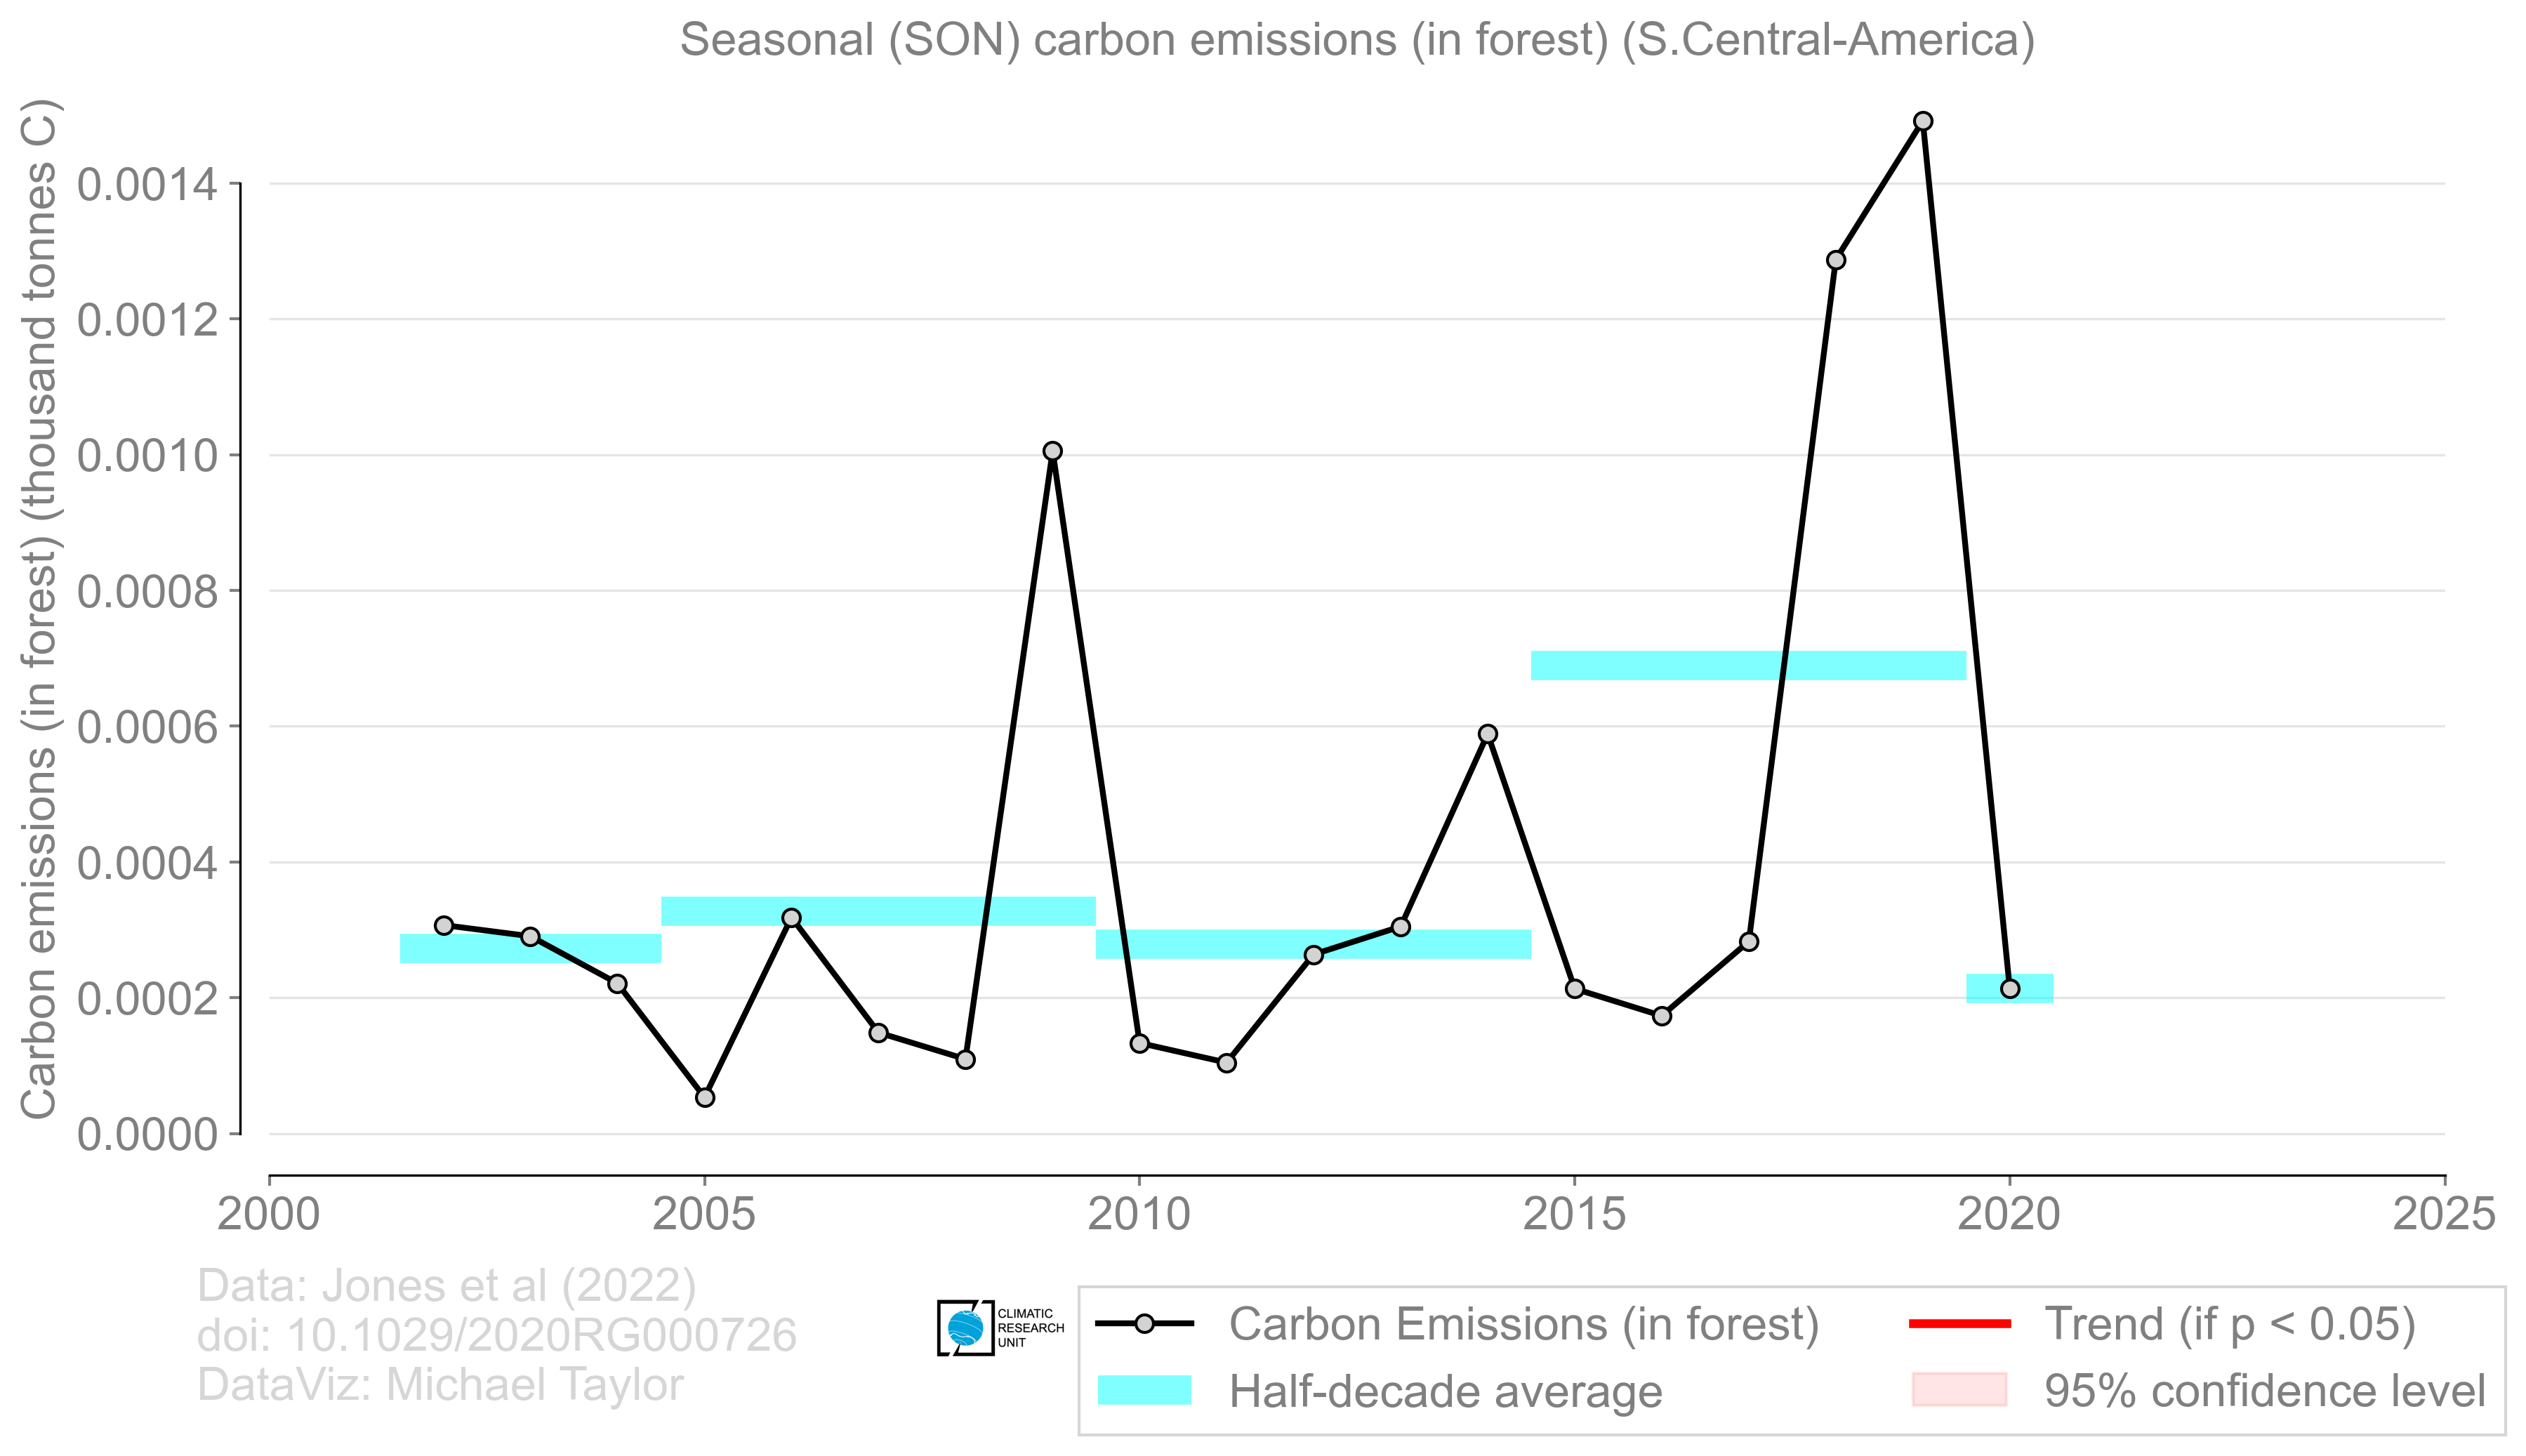 Seasonal (SON) carbon emissions (in forest) (S.Central-America)
Carbon emissions (in forest) (thousand tonnes C)
0.0014
0.0012
0.0010
0.0008
0.0006
0.0004
0.0002
0.0000
2000
2005
2010
2015
2020
2025
Data: Jones et al (2022)
doi: 10.1029/2020RG000726
DataViz: Michael Taylor
CLIMATIC
RESEARCH
UNIT
Carbon Emissions (in forest)
Half-decade average
Trend (if p < 0.05)
95% confidence level